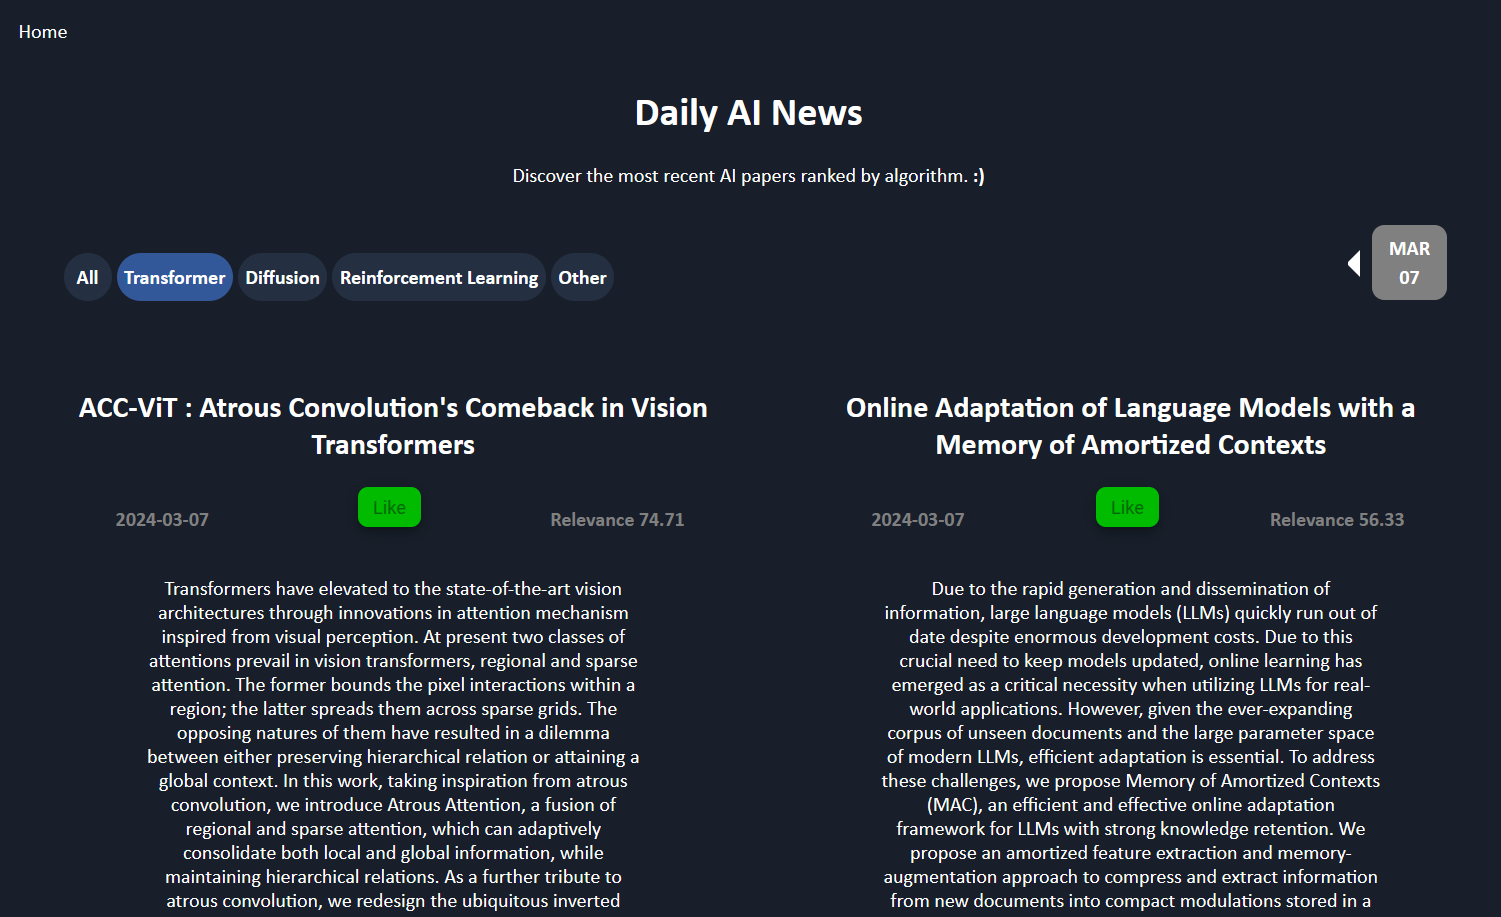 Home
Daily AI News
Discover the most recent AI papers ranked by algorithm. :)
All
Transformer
Diffusion
Reinforcement Learning
Other
MAR
07
ACC-ViT : Atrous Convolution's Comeback in Vision
Transformers
2024-03-07
Like
Relevance 74.71
Transformers have elevated to the state-of-the-art vision
architectures through innovations in attention mechanism
inspired from visual perception. At present two classes of
attentions prevail in vision transformers, regional and sparse
attention. The former bounds the pixel interactions within a
region; the latter spreads them across sparse grids. The
opposing natures of them have resulted in a dilemma
between either preserving hierarchical relation or attaining a
global context. In this work, taking inspiration from atrous
convolution, we introduce Atrous Attention, a fusion of
regional and sparse attention, which can adaptively
consolidate both local and global information, while
maintaining hierarchical relations. As a further tribute to
atrous convolution, we redesign the ubiquitous inverted
Online Adaptation of Language Models with a
Memory of Amortized Contexts
2024-03-07
Like
Relevance 56.33
Due to the rapid generation and dissemination of
information, large language models (LLMs) quickly run out of
date despite enormous development costs. Due to this
crucial need to keep models updated, online learning has
emerged as a critical necessity when utilizing LLMs for real-
world applications. However, given the ever-expanding
corpus of unseen documents and the large parameter space
of modern LLMs, efficient adaptation is essential. To address
these challenges, we propose Memory of Amortized Contexts
(MAC), an efficient and effective online adaptation
framework for LLMs with strong knowledge retention. We
propose an amortized feature extraction and memory-
augmentation approach to compress and extract information
from new documents into compact modulations stored in a